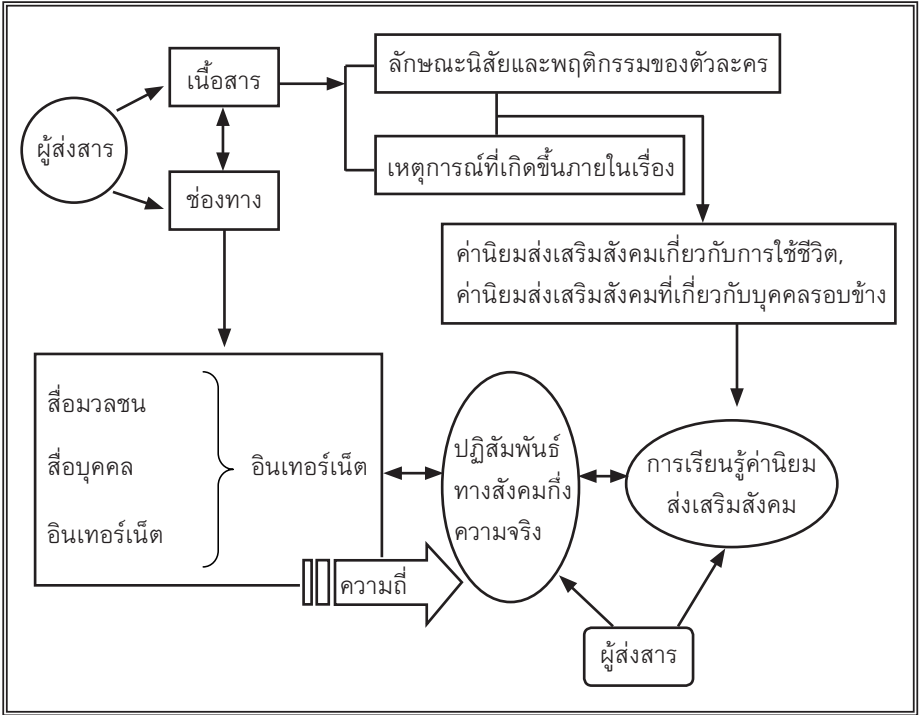 ผู้ส่งสาร
เนื้อสาร
ช่องทาง
ลักษณะนิสัยและพฤติกรรมของตัวละคร
เหตุการณ์ที่เกิดขึ้นภายในเรื่อง
ค่านิยมส่งเสริมสังคมเกี่ยวกับการใช้ชีวิต,
ค่านิยมส่งเสริมสังคมที่เกี่ยวกับบุคคลรอบข้าง
สื่อมวลชน
สื่อบุคคล
อินเทอร์เน็ต
อินเทอร์เน็ต
ความถี่
ปฏิสัมพันธ์
ทางสังคมกึ่ง
ความจริง
การเรียนรู้ค่านิยม
ส่งเสริมสังคม
ผู้ส่งสาร